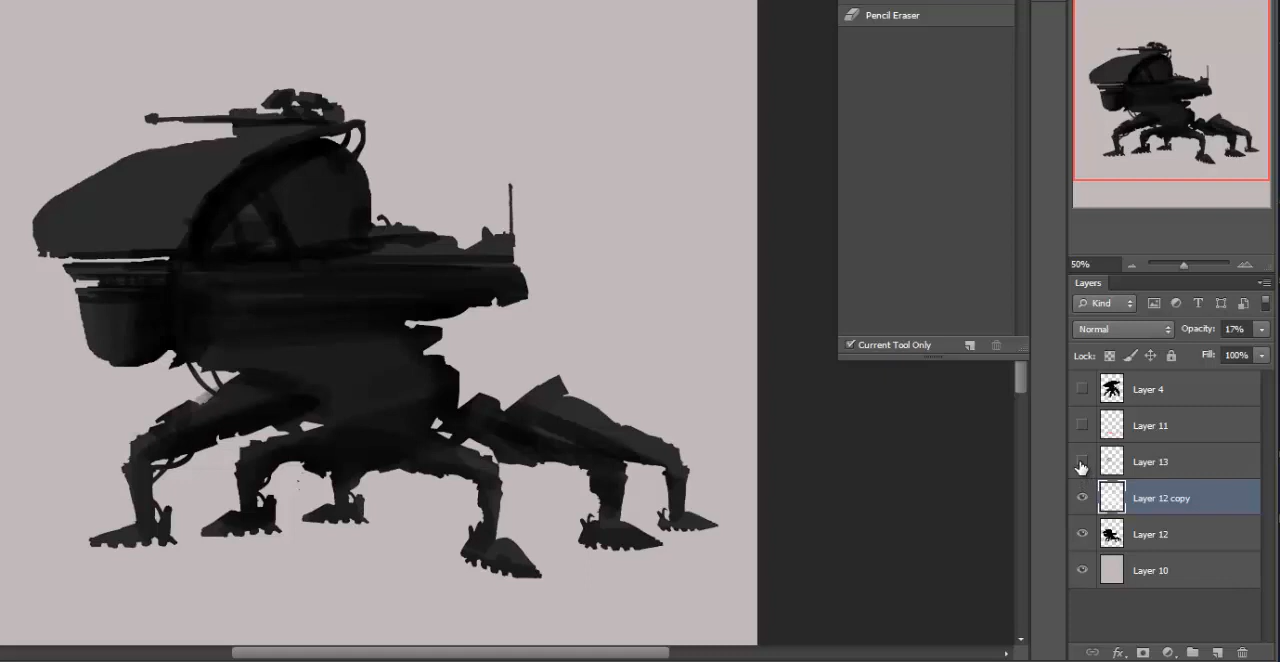 Pencil Eraser
Current Tool Only
50%
Layers
Kind
Normal
Opacity: 17%
Lock:
Fill: 100%
Layer 4
Layer 11
Layer 13
Layer 12 copy
Layer 12
Layer 10
fx